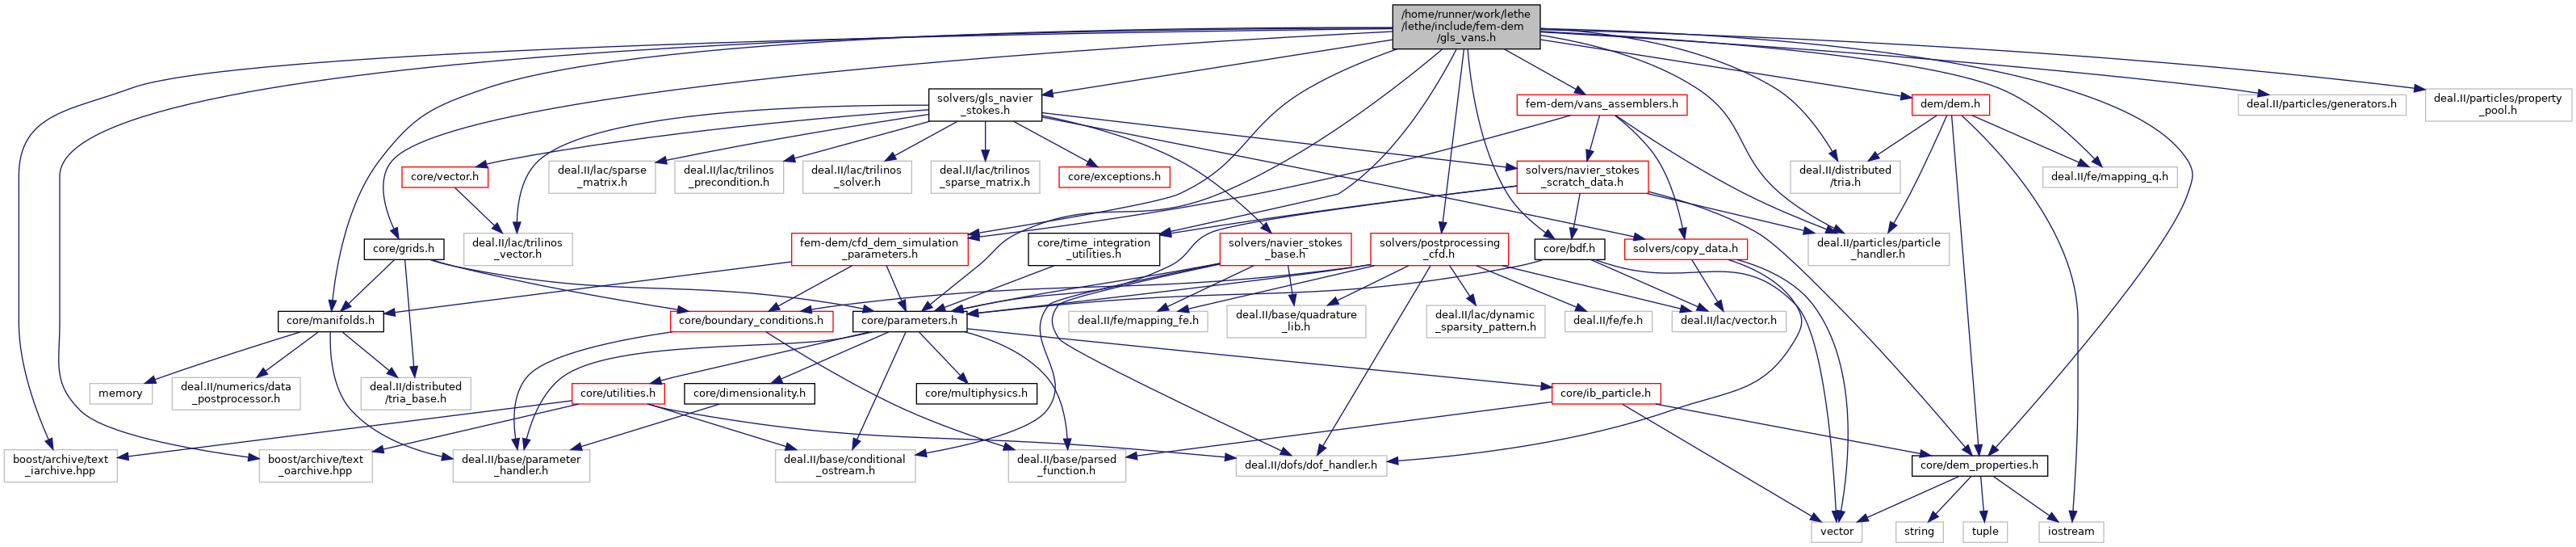 /home/runner/work/lethe
/lethe/include/fem-dem
/gls_vans.h
solvers/gls_navier
_stokes.h
fem-dem/vans_assemblers.h
dem/dem.h
deal.II/particles/generators.h
deal.II/particles/property
_pool.h
core/vector.h
deal.II/lac/sparse
_matrix.h
deal.II/lac/trilinos
_precondition.h
deal.II/lac/trilinos
_solver.h
deal.II/lac/trilinos
_sparse_matrix.h
core/exceptions.h
solvers/navier_stokes
_scratch_data.h
deal.II/distributed
/tria.h
deal.II/fe/mapping_q.h
core/grids.h
deal.II/lac/trilinos
_vector.h
fem-dem/cfd_dem_simulation
_parameters.h
core/time_integration
_utilities.h
solvers/navier_stokes
_base.h
solvers/postprocessing
_cfd.h
core/bdf.h
solvers/copy_data.h
deal.II/particles/particle
_handler.h
core/manifolds.h
core/boundary_conditions.h
core/parameters.h
deal.II/fe/mapping_fe.h
deal.II/base/quadrature
_lib.h
deal.II/lac/dynamic
_sparsity_pattern.h
deal.II/fe/fe.h
deal.II/lac/vector.h
memory
deal.II/numerics/data
_postprocessor.h
deal.II/distributed
/tria_base.h
core/utilities.h
core/dimensionality.h
core/multiphysics.h
core/ib_particle.h
boost/archive/text
_iarchive.hpp
boost/archive/text
_oarchive.hpp
deal.II/base/parameter
_handler.h
deal.II/base/conditional
_ostream.h
deal.II/base/parsed
_function.h
deal.II/dofs/dof_handler.h
core/dem_properties.h
vector
string
tuple
iostream